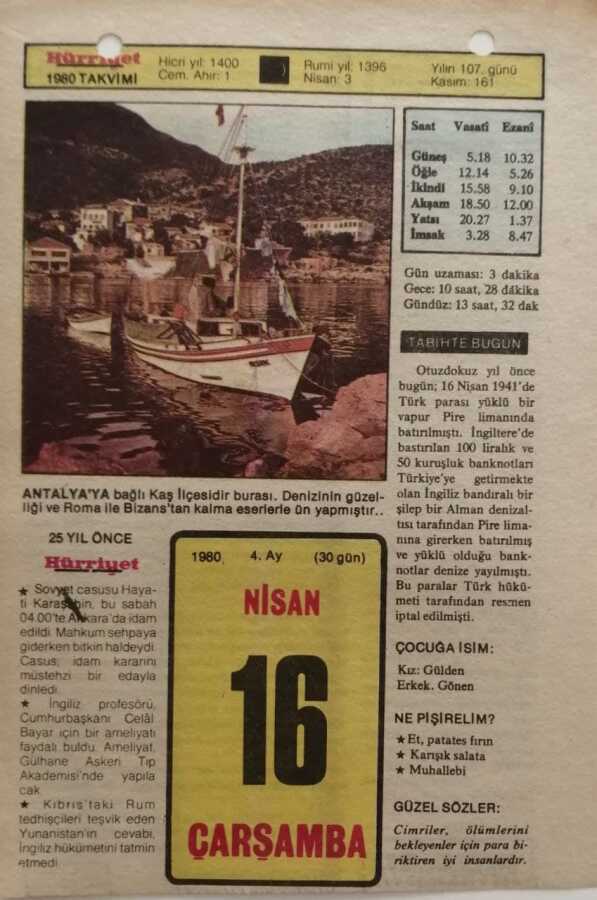 Hürriyet
1980 TAKVİMİ
Hicri yıl: 1400
Cem. Ahir: 1
Rumi yıl: 1396
Nisan: 3
Yılın 107. günü
Kasım: 161
Saat Vasatî Ezanî
Güneş 5.18 10.32
Öğle 12.14 5.26
İkindi 15.58 9.10
Akşam 18.50 12.00
Yatsı 20.27 1.37
İmsak 3.28 8.47
Gün uzaması: 3 dakika
Gece: 10 saat, 28 dâkika
Gündüz: 13 saat, 32 dak
TARİHTE BUGÜN
Otuzdokuz yıl önce
bugün; 16 Nişan 1941'de
Türk parası yüklü bir
vapur Pire limanında
batırılmıştı. İngiltere'de
bastırılan 100 liralık ve
50 kuruşluk banknotları
Türkiye'ye getirmekte
olan İngiliz bandıralı bir
şilep bir Alman denizal-
tısı tarafından Pire lima-
nına girerken batırılmış
ve yüklü olduğu bank-
notlar denize yayılmıştı.
Bu paralar Türk hükü-
meti tarafından resmen
iptal edilmişti.
ÇOCUĞA İSİM:
Kız: Gülden
Erkek. Gönen
NE PİŞİRELİM?
★ Et, patates fırın
★ Karışık salata
★ Muhallebi
GÜZEL SÖZLER:
Cimriler, ölümlerini
bekleyenler için para bi-
riktiren iyi insanlardır.
ANTALYA'YA bağlı Kaş İlçesidir burası. Denizinin güzel-
liği ve Roma ile Bizans'tan kalma eserlerle ün yapmıştır..
25 YIL ÖNCE
Hürriyet
★ Sovyet casusu Haya-
ti Karaşahin, bu sabah
04.00'te Ankara'da idam
edildi. Mahkum sehpaya
giderken bitkin haldeydi.
Casus, idam kararını
müstehzi bir edayla
dinledi.
★ İngiliz profesörü,
Cumhurbaşkanı Celâl
Bayar için bir ameliyatı
faydalı buldu. Ameliyat,
Gülhane Askeri Tıp
Akademisi'nde yapıla
cak
★ Kıbrıs'taki Rum
tedhişçileri teşvik eden
Yunanistan'ın cevabı,
İngiliz hükümetini tatmin
etmedi.
1980 4. Ay (30 gün)
NİSAN
16
ÇARŞAMBA